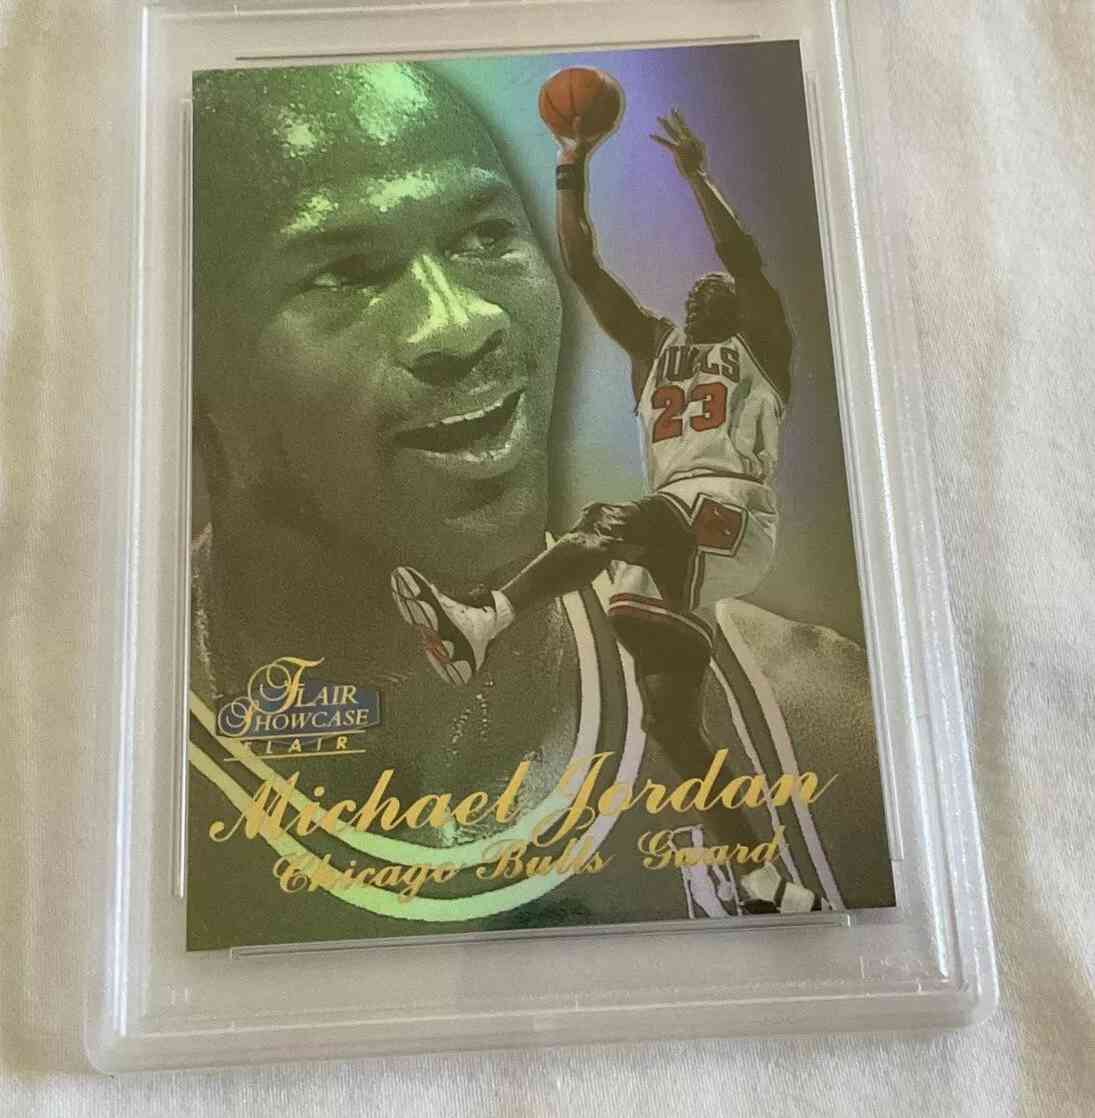 BULLS
23
FLAIR
SHOWCASE
FLAIR
Michael Jordan
Chicago Bulls Guard